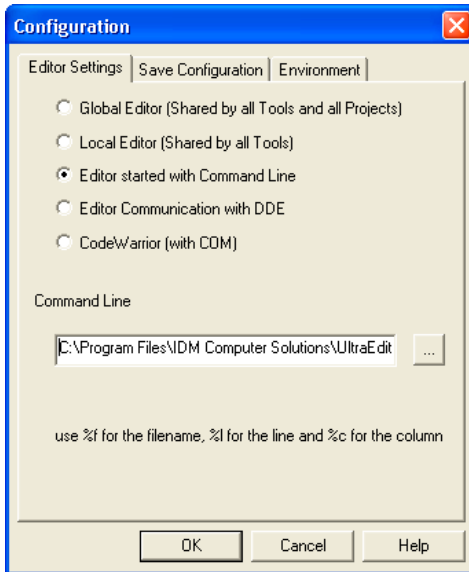 Configuration
Editor Settings Save Configuration Environment
Global Editor (Shared by all Tools and all Projects)
Local Editor (Shared by all Tools)
Editor started with Command Line
Editor Communication with DDE
CodeWarrior (with COM)
Command Line
C:\Program Files\IDM Computer Solutions\UltraEdit
...
use %f for the filename, %l for the line and %c for the column
OK Cancel Help